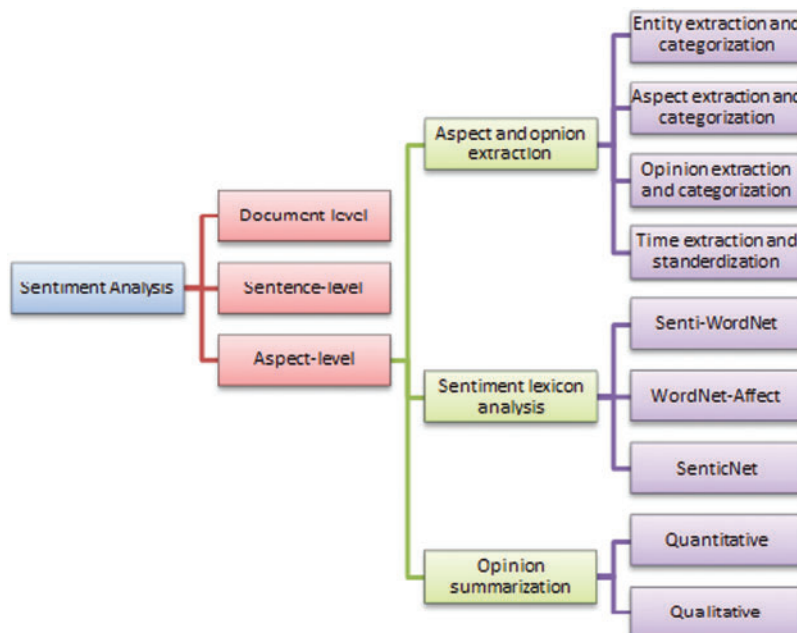 Sentiment Analysis
Document level
Sentence-level
Aspect-level
Aspect and opnion
extraction
Sentiment lexicon
analysis
Opinion
summarization
Entity extraction and
categorization
Aspect extraction and
categorization
Opinion extraction
and categorization
Time extraction and
standerdization
Senti-WordNet
WordNet-Affect
SenticNet
Quantitative
Qualitative